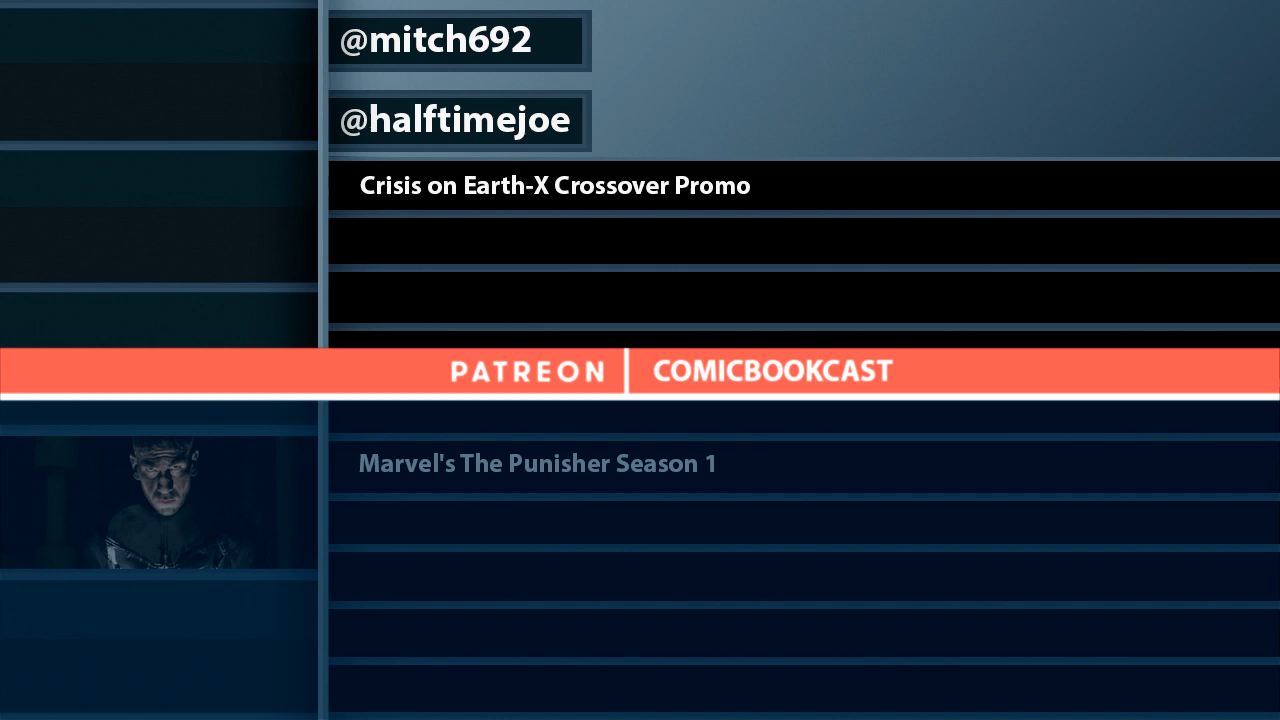 @mitch692
@halftimejoe
Crisis on Earth-X Crossover Promo
PATREON | COMICBOOKCAST
Marvel's The Punisher Season 1